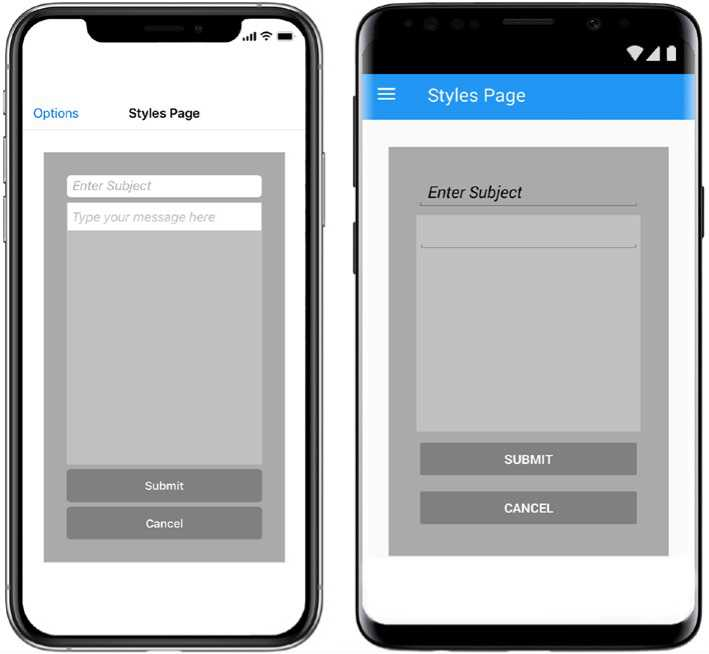 Options
Styles Page
Enter Subject
Type your message here
Submit
Cancel
Styles Page
Enter Subject
SUBMIT
CANCEL